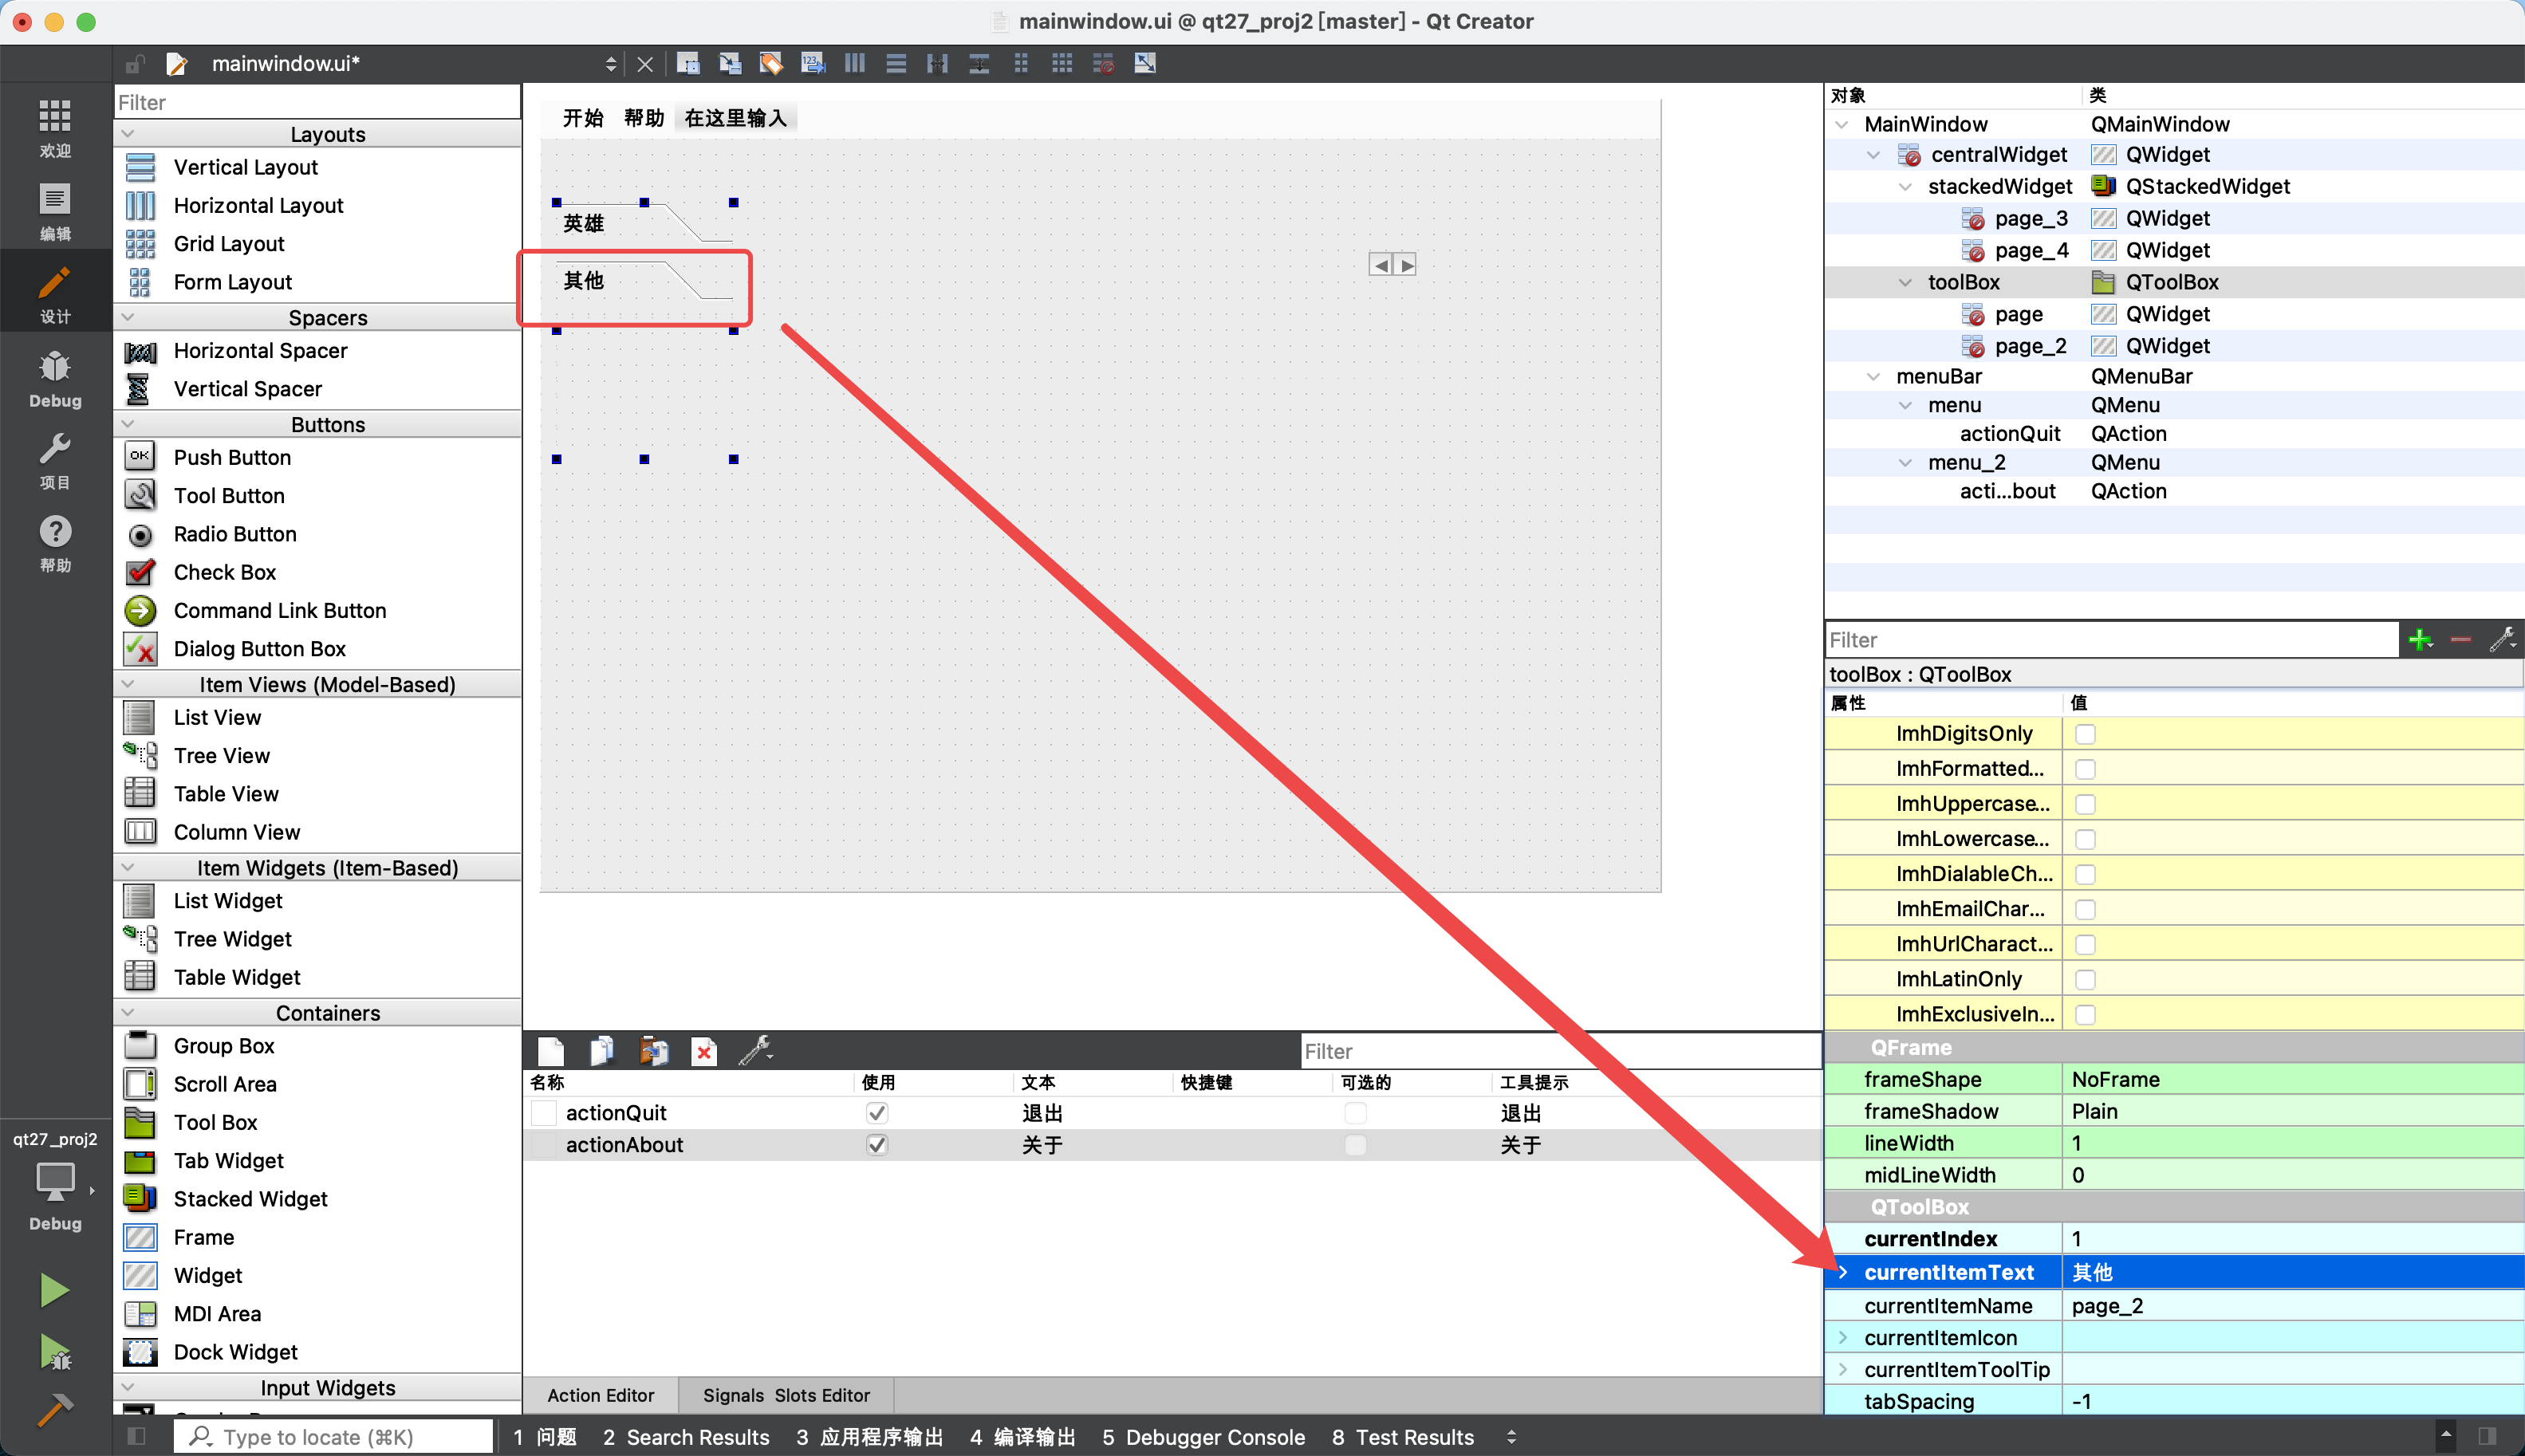 mainwindow.ui @ qt27_proj2 [master] - Qt Creator
mainwindow.ui*
欢迎
编辑
设计
Debug
项目
帮助
qt27_proj2
Debug
Filter
Layouts
Vertical Layout
Horizontal Layout
Grid Layout
Form Layout
Spacers
Horizontal Spacer
Vertical Spacer
Buttons
OK
Push Button
Tool Button
Radio Button
Check Box
Command Link Button
Dialog Button Box
Item Views (Model-Based)
List View
Tree View
Table View
Column View
Item Widgets (Item-Based)
List Widget
Tree Widget
Table Widget
Containers
Group Box
Scroll Area
Tool Box
Tab Widget
Stacked Widget
Frame
Widget
MDI Area
Dock Widget
Input Widgets
开始 帮助 在这里输入
英雄
其他
Filter
名称 使用 文本 快捷键 可选的 工具提示
actionQuit 退出 退出
actionAbout 关于 关于
Action Editor Signals Slots Editor
对象 类
MainWindow QMainWindow
centralWidget QWidget
stackedWidget QStackedWidget
page_3 QWidget
page_4 QWidget
toolBox QToolBox
page QWidget
page_2 QWidget
menuBar QMenuBar
menu QMenu
actionQuit QAction
menu_2 QMenu
acti...bout QAction
Filter
toolBox : QToolBox
属性 值
ImhDigitsOnly
ImhFormatted...
ImhUppercase...
ImhLowercase...
ImhDialableCh...
ImhEmailChar...
ImhUrlCharact...
ImhLatinOnly
ImhExclusiveIn...
QFrame
frameShape NoFrame
frameShadow Plain
lineWidth 1
midLineWidth 0
QToolBox
currentIndex 1
currentItemText 其他
currentItemName page_2
currentItemIcon
currentItemToolTip
tabSpacing -1
Type to locate (⌘K) 1 问题 2 Search Results 3 应用程序输出 4 编译输出 5 Debugger Console 8 Test Results